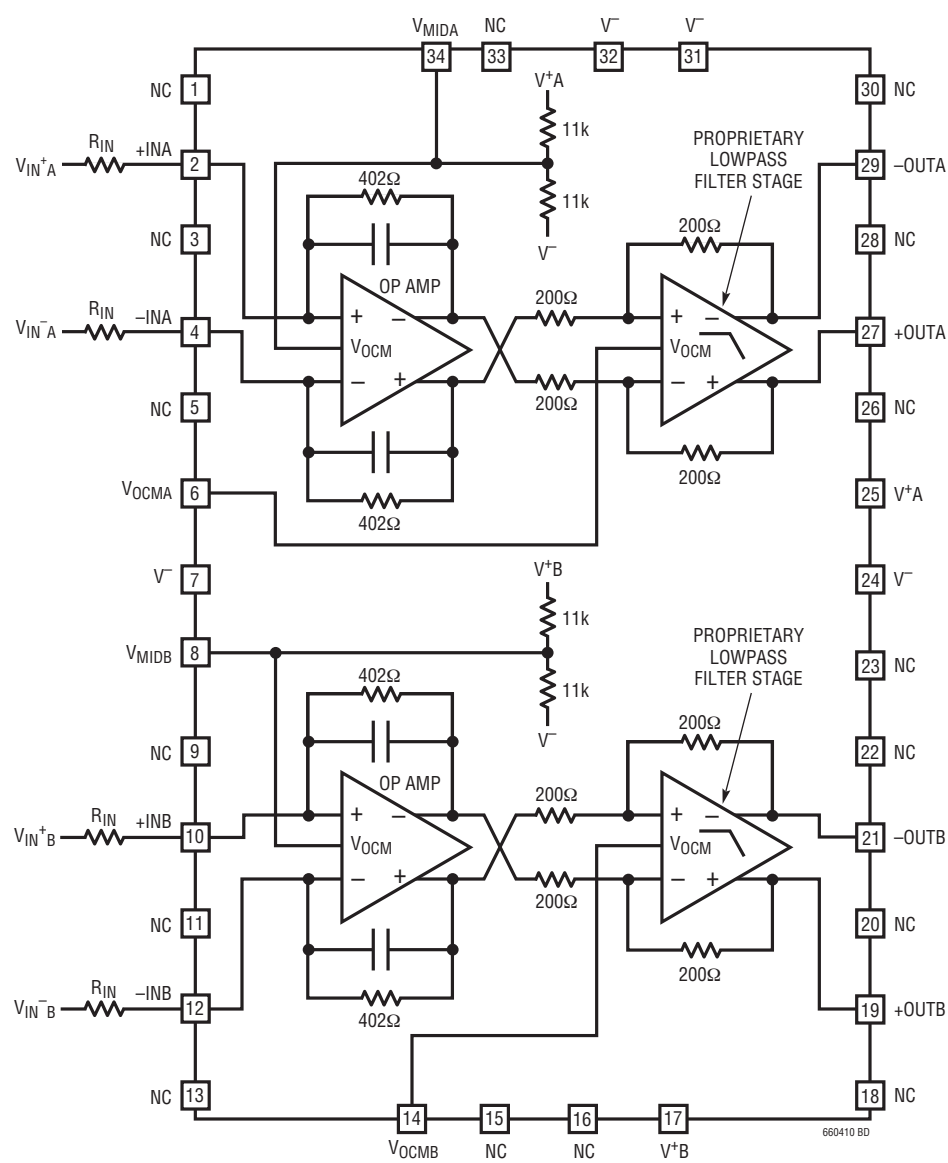 VMIDA NC V– V–
34 33 32 31
NC 1
30 NC
V+A
11k
PROPRIETARY
LOWPASS
FILTER STAGE
VIN+A RIN +INA 2
29 –OUTA
402Ω
11k
V–
NC 3
200Ω
28 NC
OP AMP
VIN–A RIN –INA 4
+ –
VOCM
– +
200Ω
200Ω
+ –
VOCM
– +
27 +OUTA
NC 5
26 NC
200Ω
VOCMA 6
402Ω
25 V+A
V– 7
V+B
24 V–
11k
PROPRIETARY
LOWPASS
FILTER STAGE
VMIDB 8
23 NC
402Ω
11k
V–
NC 9
200Ω
22 NC
OP AMP
VIN+B RIN +INB 10
+ –
VOCM
– +
200Ω
200Ω
+ –
VOCM
– +
21 –OUTB
NC 11
20 NC
200Ω
VIN–B RIN –INB 12
402Ω
19 +OUTB
NC 13
18 NC
14 15 16 17
VOCMB NC NC V+B
660410 BD